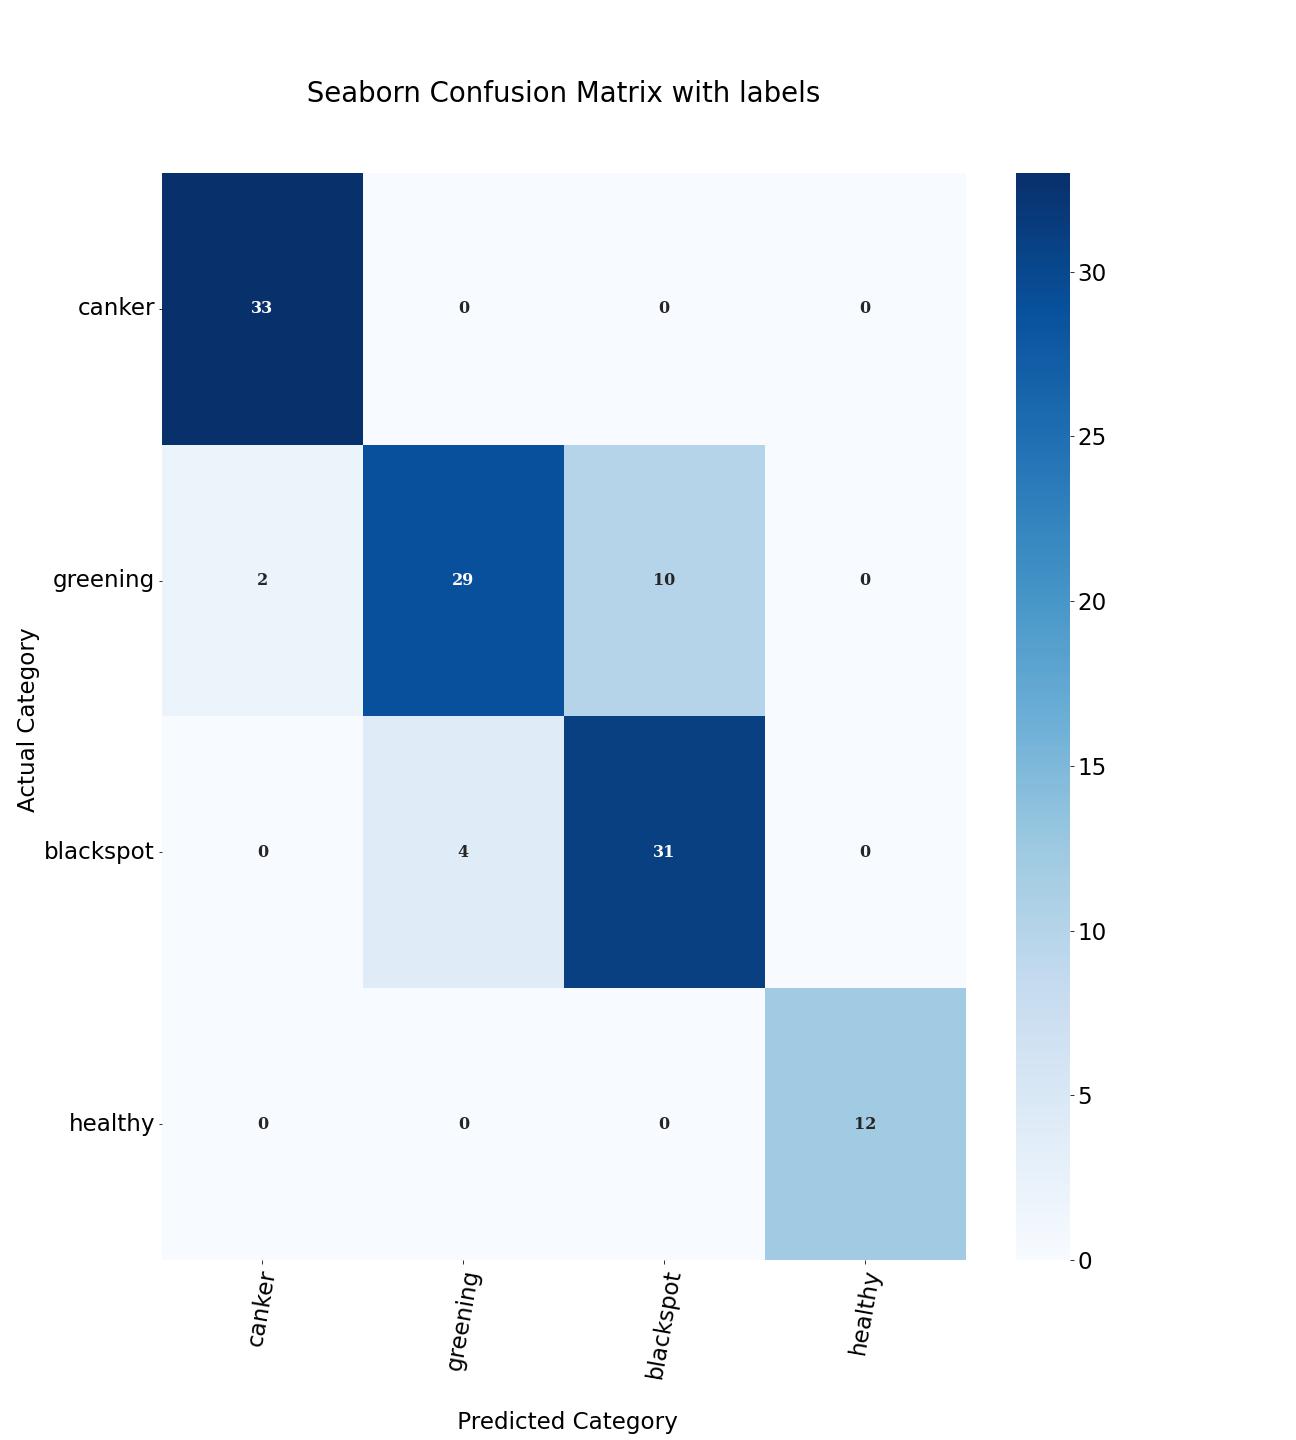 Seaborn Confusion Matrix with labels
canker 33 0 0 0
greening 2 29 10 0
blackspot 0 4 31 0
healthy 0 0 0 12
Actual Category
canker greening blackspot healthy
Predicted Category
30
25
20
15
10
5
0